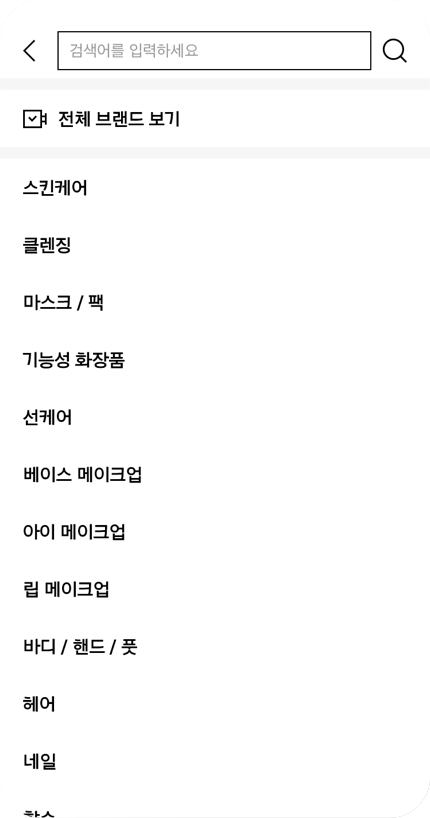 검색어를 입력하세요
전체 브랜드 보기
스킨케어
클렌징
마스크 / 팩
기능성 화장품
선케어
베이스 메이크업
아이 메이크업
립 메이크업
바디 / 핸드 / 풋
헤어
네일